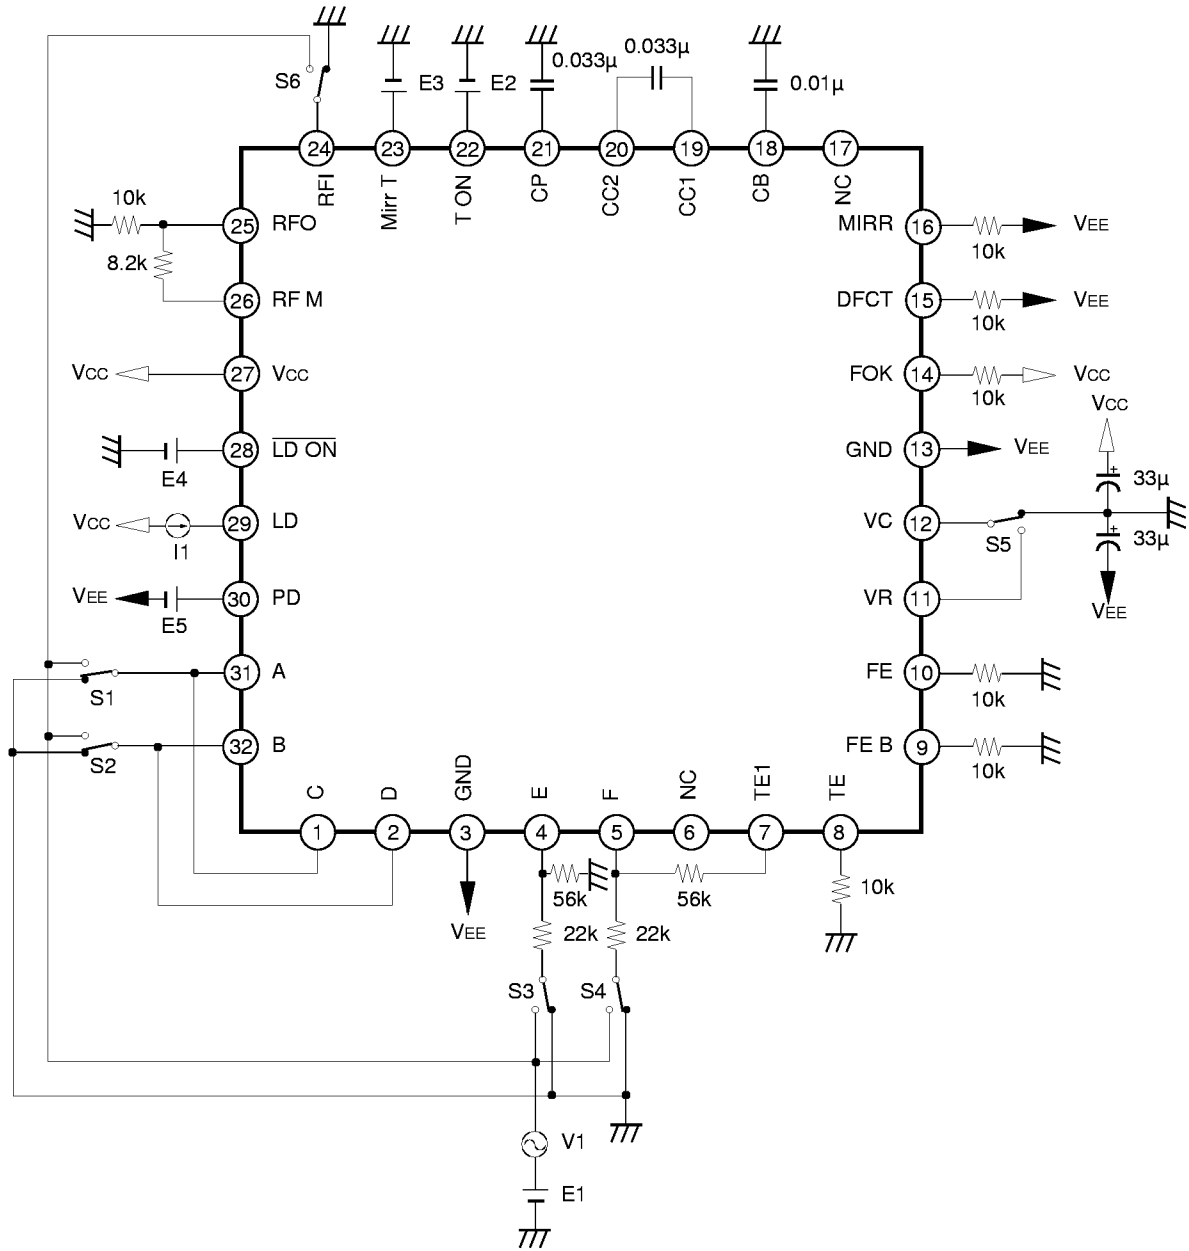 S6
E3
E2
0.033µ
0.033µ
0.01µ
24
23
22
21
20
19
18
17
RFI
Mirr T
T ON
CP
CC2
CC1
CB
NC
10k
25
RFO
8.2k
26
RF M
VCC
27
VCC
28
LD ON
E4
VCC
29
LD
I1
VEE
30
PD
E5
31
A
S1
32
B
S2
MIRR
16
10k
VEE
DFCT
15
10k
VEE
FOK
14
10k
VCC
VCC
GND
13
VEE
33µ
VC
12
S5
33µ
VR
11
VEE
FE
10
10k
FE B
9
10k
C
D
GND
E
F
NC
TE1
TE
1
2
3
4
5
6
7
8
56k
56k
10k
VEE
22k
22k
S3
S4
V1
E1